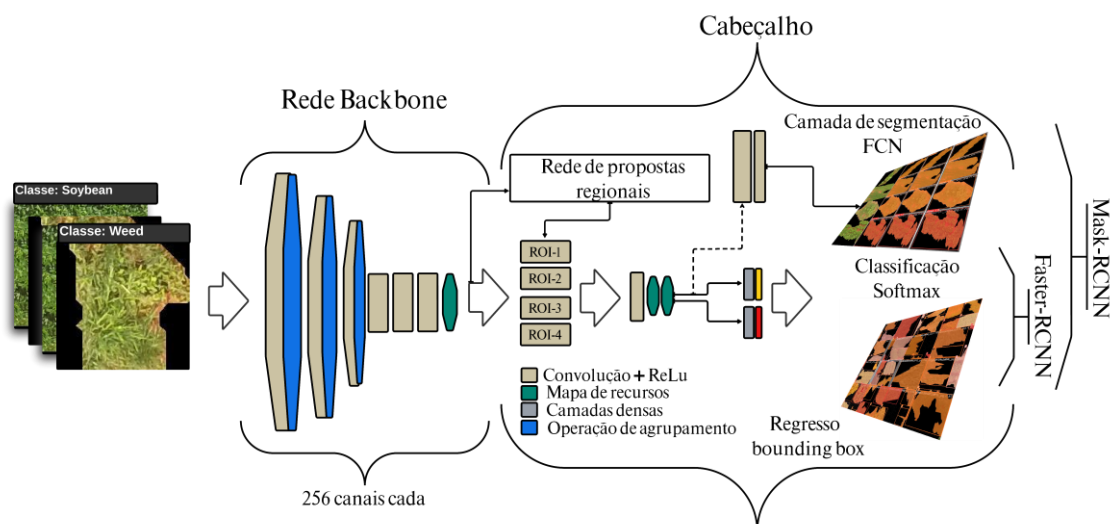 Cabeçalho
Rede Backbone
Camada de segmentação
FCN
Rede de propostas
regionais
Classe: Soybean
Classe: Weed
ROI-1
ROI-2
ROI-3
ROI-4
Classificação
Softmax
Mask-RCNN
Faster-RCNN
Convolução + ReLu
Mapa de recursos
Camadas densas
Operação de agrupamento
Regresso
bounding box
256 canais cada